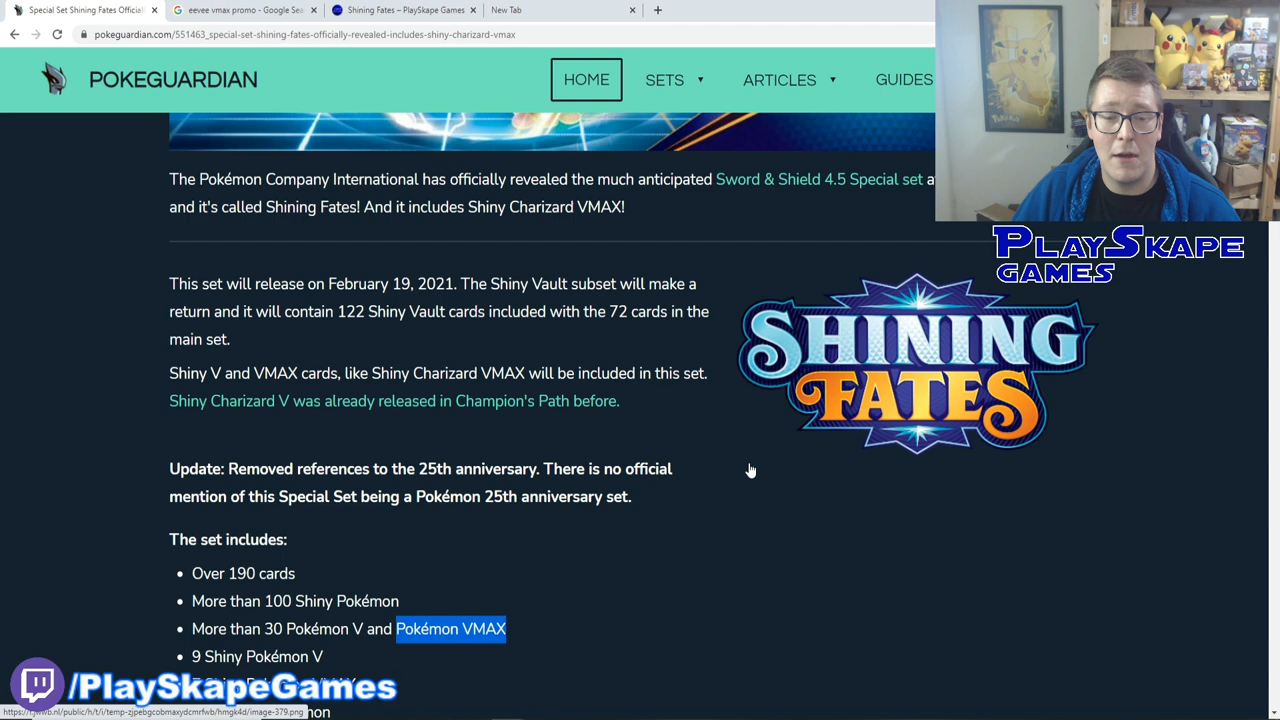 Special Set Shining Fates Official
eevee vmax promo - Google Sea
Shining Fates – PlaySkape Games
New Tab
pokeguardian.com/551463_special-set-shining-fates-officially-revealed-includes-shiny-charizard-vmax
POKEGUARDIAN
HOME
SETS
ARTICLES
GUIDES
The Pokémon Company International has officially revealed the much anticipated Sword & Shield 4.5 Special set
and it's called Shining Fates! And it includes Shiny Charizard VMAX!
PLAYSKAPE
GAMES
This set will release on February 19, 2021. The Shiny Vault subset will make a
return and it will contain 122 Shiny Vault cards included with the 72 cards in the
main set.
Shiny V and VMAX cards, like Shiny Charizard VMAX will be included in this set.
Shiny Charizard V was already released in Champion's Path before.
SHINING
FATES
Update: Removed references to the 25th anniversary. There is no official
mention of this Special Set being a Pokémon 25th anniversary set.
The set includes:
Over 190 cards
More than 100 Shiny Pokémon
More than 30 Pokémon V and Pokémon VMAX
9 Shiny Pokémon V
/PlaySkapeGames